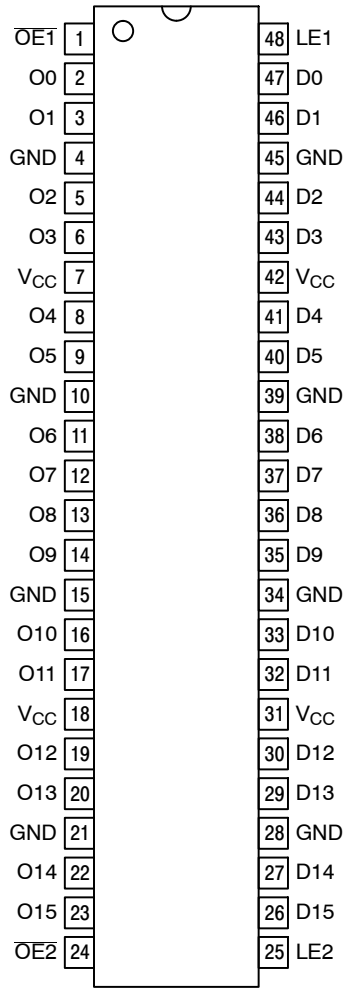 OE1 1 48 LE1
O0 2 47 D0
O1 3 46 D1
GND 4 45 GND
O2 5 44 D2
O3 6 43 D3
VCC 7 42 VCC
O4 8 41 D4
O5 9 40 D5
GND 10 39 GND
O6 11 38 D6
O7 12 37 D7
O8 13 36 D8
O9 14 35 D9
GND 15 34 GND
O10 16 33 D10
O11 17 32 D11
VCC 18 31 VCC
O12 19 30 D12
O13 20 29 D13
GND 21 28 GND
O14 22 27 D14
O15 23 26 D15
OE2 24 25 LE2